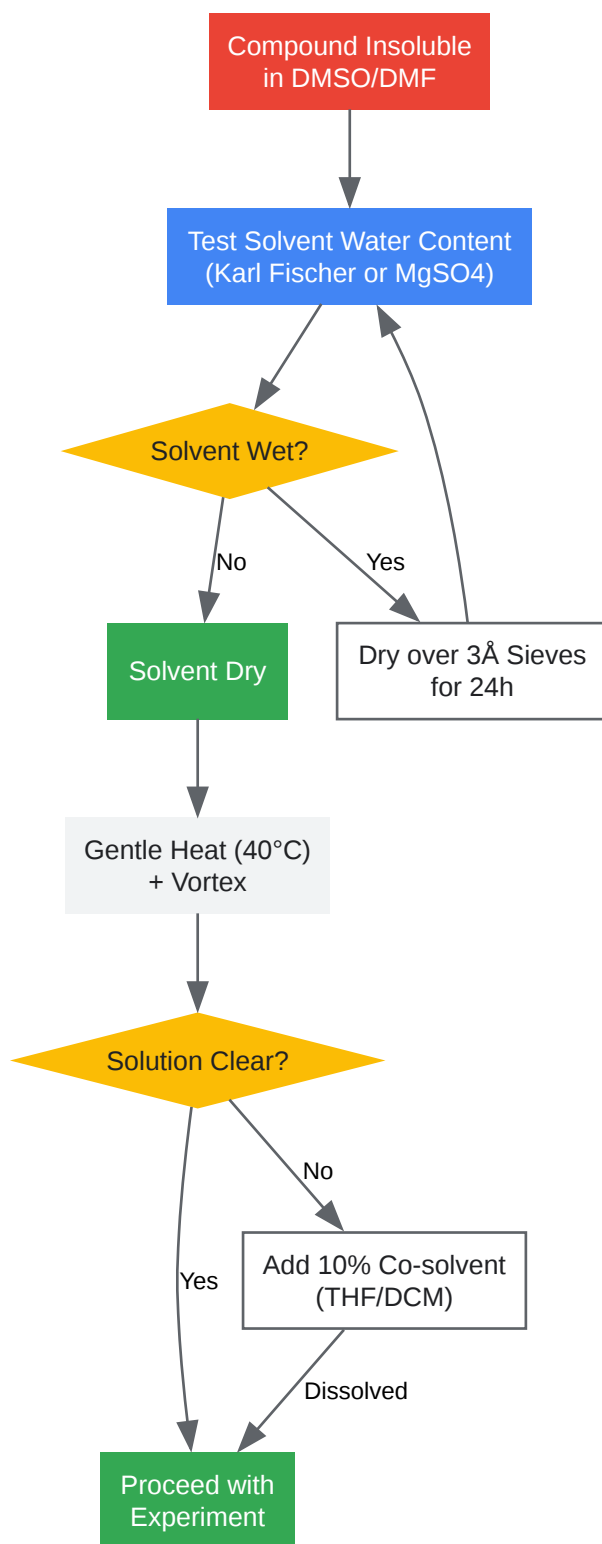 Compound Insoluble
in DMSO/DMF
Test Solvent Water Content
(Karl Fischer or MgSO4)
Solvent Wet?
No
Yes
Solvent Dry
Dry over 3Å Sieves
for 24h
Gentle Heat (40°C)
+ Vortex
Solution Clear?
No
Yes
Add 10% Co-solvent
(THF/DCM)
Dissolved
Proceed with
Experiment